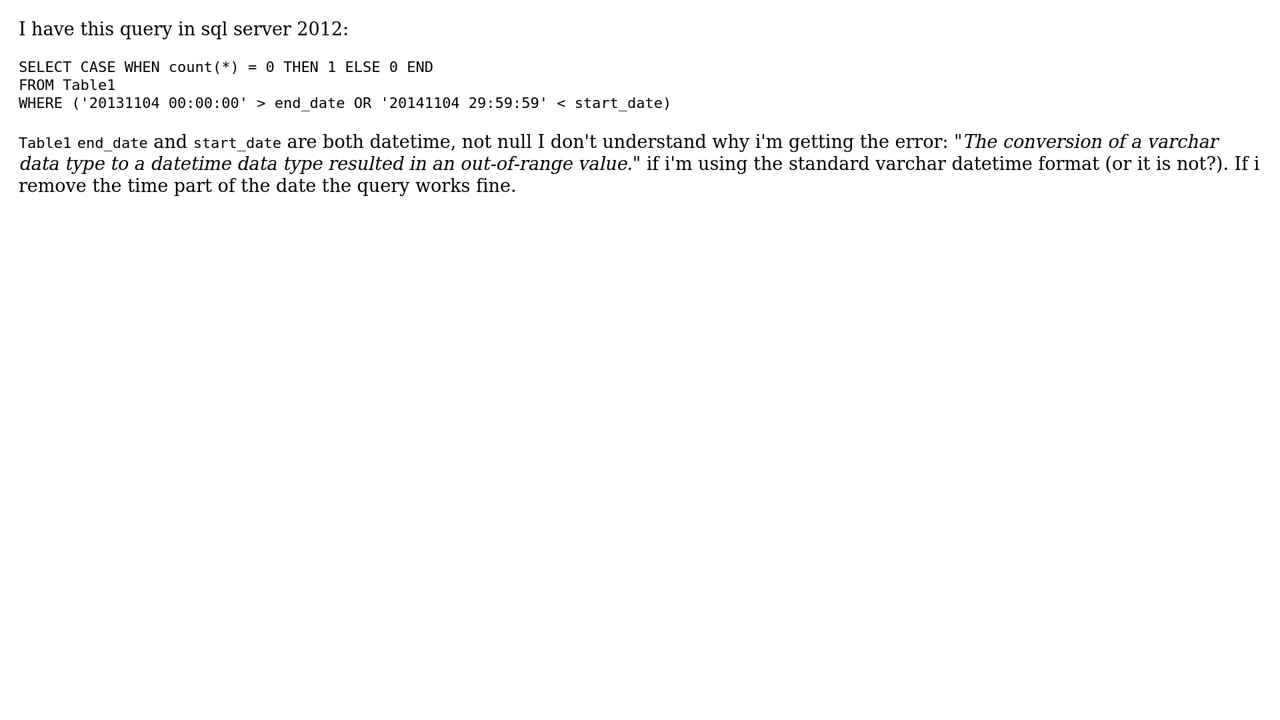 I have this query in sql server 2012:
SELECT CASE WHEN count(*) = 0 THEN 1 ELSE 0 END
FROM Table1
WHERE ('20131104 00:00:00' > end_date OR '20141104 29:59:59' < start_date)
Table1 end_date and start_date are both datetime, not null I don't understand why i'm getting the error: "The conversion of a varchar
data type to a datetime data type resulted in an out-of-range value." if i'm using the standard varchar datetime format (or it is not?). If i
remove the time part of the date the query works fine.